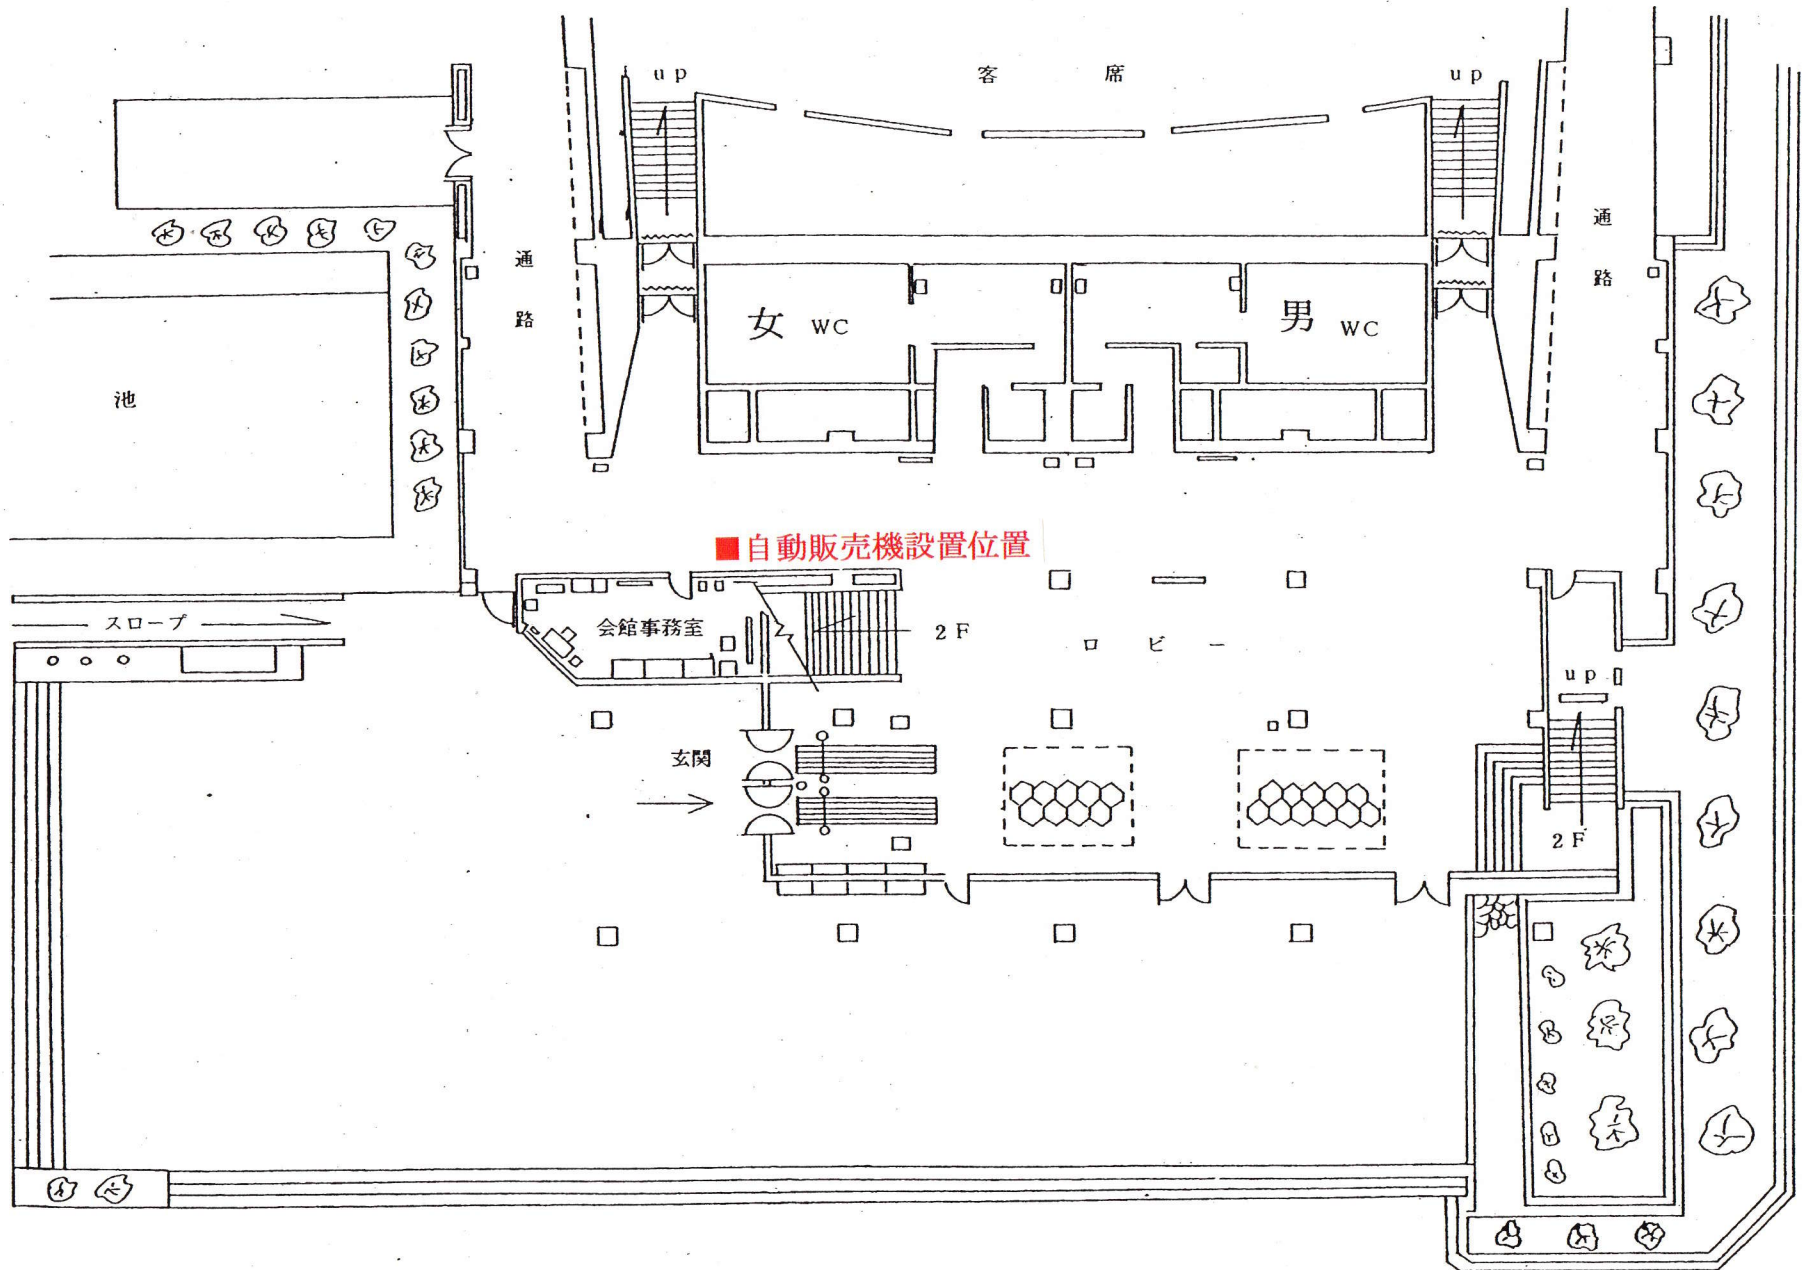 up
客席
up
通路
通路
女 WC
男 WC
池
■自動販売機設置位置
スロープ
会館事務室
2F
ロビー
up
玄関
2F